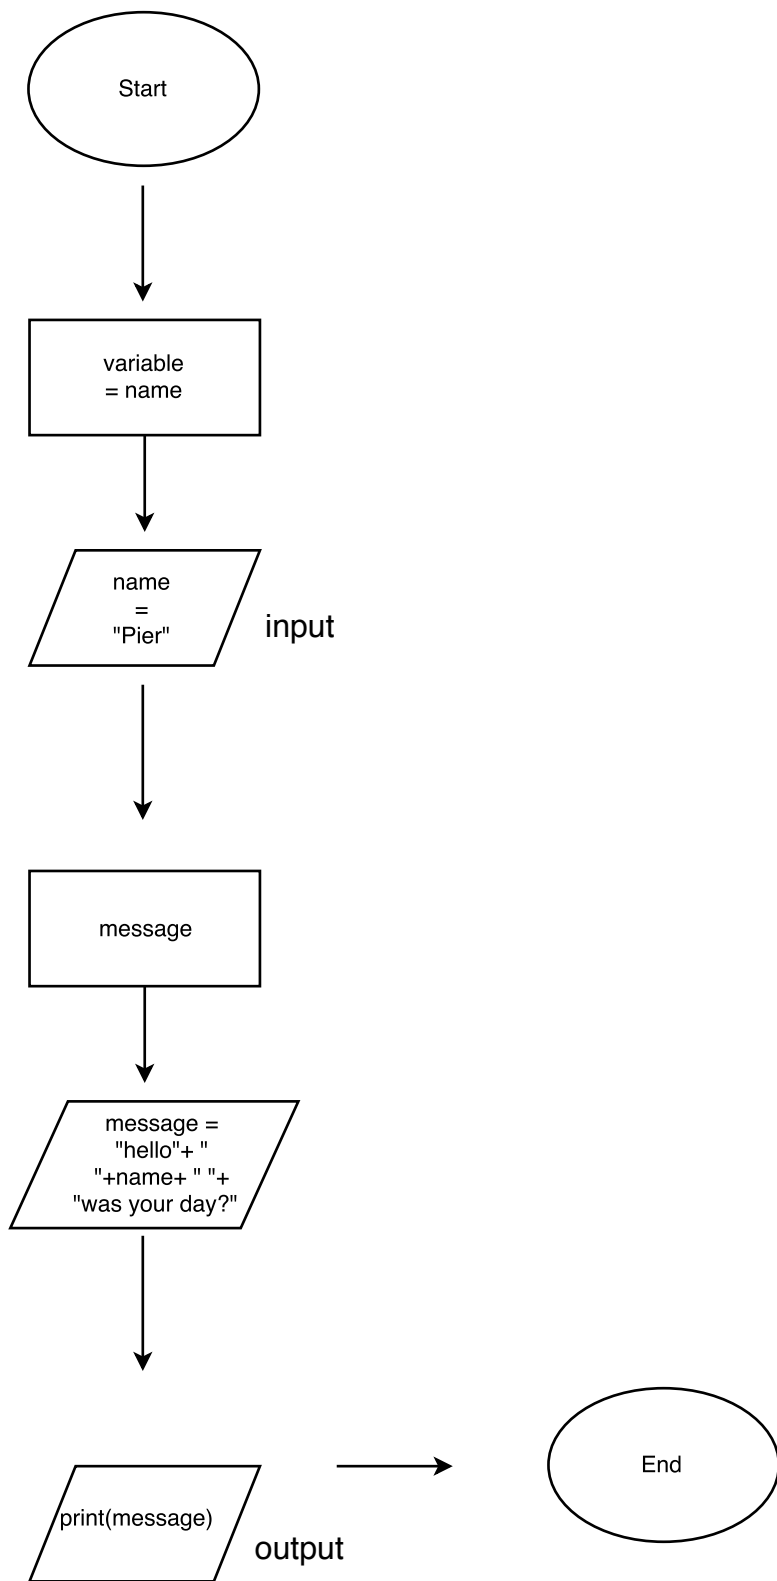 Start
variable
= name
name
=
"Pier"
input
message
message =
"hello"+ "
"+name+ " "+
"was your day?"
print(message)
output
End